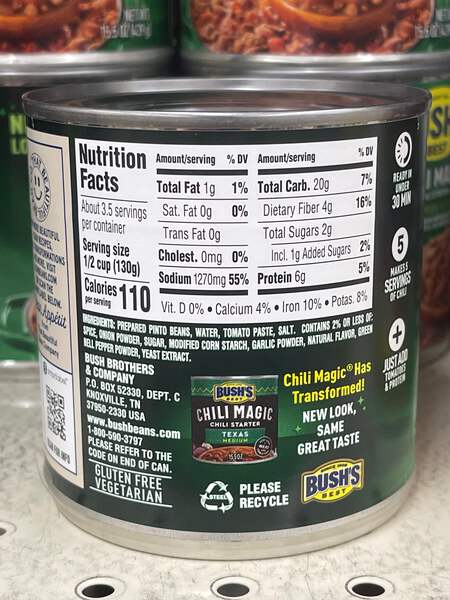 Nutrition
Facts
About 3.5 servings
per container
Serving size
1/2 cup (130g)
Calories
per serving
110
Amount/serving % DV
Total Fat 1g 1%
Sat. Fat 0g 0%
Trans Fat 0g
Cholest. 0mg 0%
Sodium 1270mg 55%
Amount/serving % DV
Total Carb. 20g 7%
Dietary Fiber 4g 16%
Total Sugars 2g
Incl. 1g Added Sugars 2%
Protein 6g 5%
Vit. D 0% • Calcium 4% • Iron 10% • Potas. 8%
INGREDIENTS: PREPARED PINTO BEANS, WATER, TOMATO PASTE, SALT. CONTAINS 2% OR LESS OF:
SPICE, ONION POWDER, SUGAR, MODIFIED CORN STARCH, GARLIC POWDER, NATURAL FLAVOR, GREEN
BELL PEPPER POWDER, YEAST EXTRACT.
BUSH BROTHERS
& COMPANY
P.O. BOX 52330, DEPT. C
KNOXVILLE, TN
37950-2330 USA
www.bushbeans.com
1-800-590-3797
PLEASE REFER TO THE
CODE ON END OF CAN.
GLUTEN FREE
VEGETARIAN
BUSH'S
BEST
CHILI MAGIC
CHILI STARTER
TEXAS
MEDIUM
15.5 OZ
Chili Magic® Has
Transformed!
NEW LOOK,
SAME
GREAT TASTE
STEEL
PLEASE
RECYCLE
SINCE 1908
BUSH'S
BEST
READY IN
UNDER
30 MIN
5
MAKES 5
SERVINGS
OF CHILI
+
JUST ADD
TOMATOES
& PROTEIN